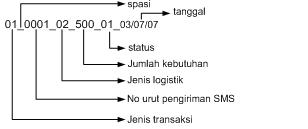 spasi
tanggal
01_0001_02_500_01_03/07/07
status
Jumlah kebutuhan
Jenis logistik
No urut pengiriman SMS
Jenis transaksi